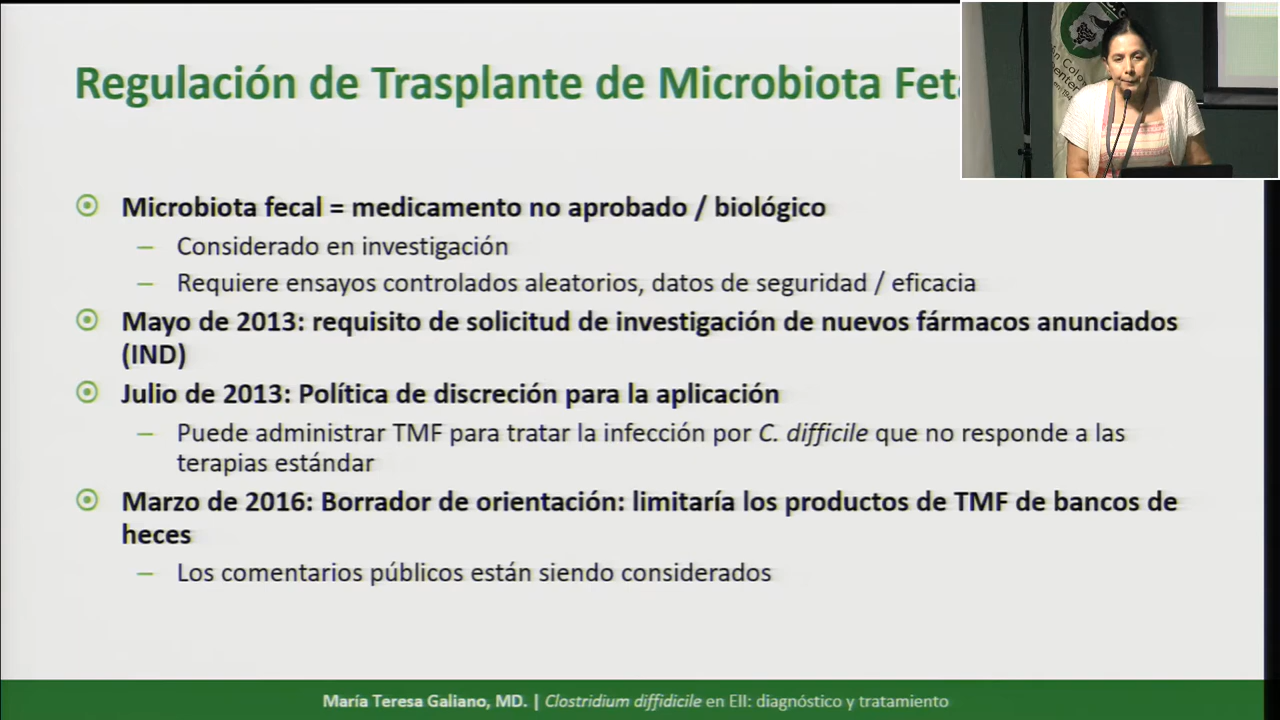 Regulación de Trasplante de Microbiota Feta
Microbiota fecal = medicamento no aprobado / biológico
– Considerado en investigación
– Requiere ensayos controlados aleatorios, datos de seguridad / eficacia
Mayo de 2013: requisito de solicitud de investigación de nuevos fármacos anunciados
(IND)
Julio de 2013: Política de discreción para la aplicación
– Puede administrar TMF para tratar la infección por C. difficile que no responde a las
terapias estándar
Marzo de 2016: Borrador de orientación: limitaría los productos de TMF de bancos de
heces
– Los comentarios públicos están siendo considerados
María Teresa Galiano, MD. | Clostridium diffidicile en EII: diagnóstico y tratamiento